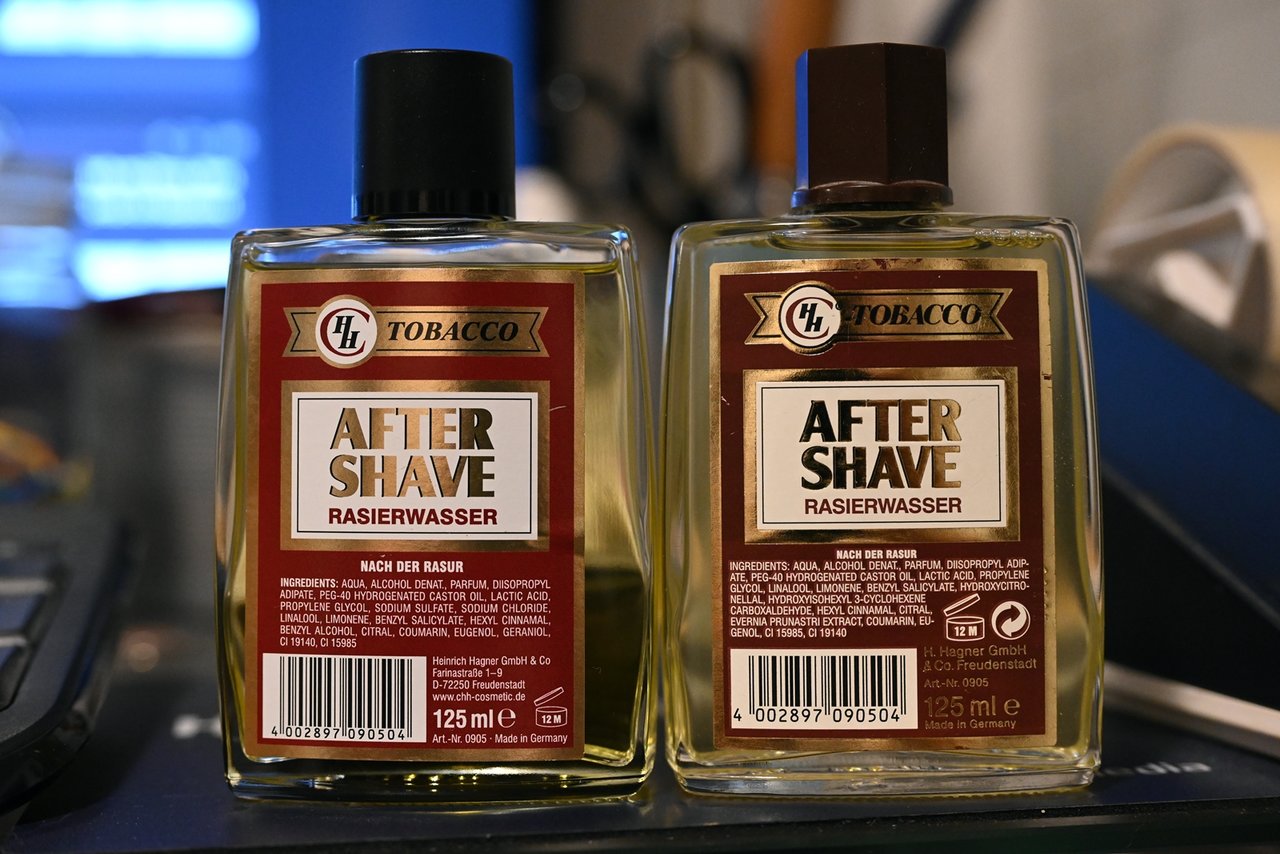 CHH TOBACCO
AFTER
SHAVE
RASIERWASSER
NACH DER RASUR
INGREDIENTS: AQUA, ALCOHOL DENAT., PARFUM, DIISOPROPYL
ADIPATE, PEG-40 HYDROGENATED CASTOR OIL, LACTIC ACID,
PROPYLENE GLYCOL, SODIUM SULFATE, SODIUM CHLORIDE,
LINALOOL, LIMONENE, BENZYL SALICYLATE, HEXYL CINNAMAL,
BENZYL ALCOHOL, CITRAL, COUMARIN, EUGENOL, GERANIOL,
CI 19140, CI 15985
4 002897 090504
Heinrich Hagner GmbH & Co
Farinastraße 1–9
D-72250 Freudenstadt
www.chh-cosmetic.de
125 ml e
12 M
Art.-Nr. 0905 · Made in Germany
CHH TOBACCO
AFTER
SHAVE
RASIERWASSER
NACH DER RASUR
INGREDIENTS: AQUA, ALCOHOL DENAT., PARFUM, DIISOPROPYL ADIP-
ATE, PEG-40 HYDROGENATED CASTOR OIL, LACTIC ACID, PROPYLENE
GLYCOL, LINALOOL, LIMONENE, BENZYL SALICYLATE, HYDROXYCITRO-
NELLAL, HYDROXYISOHEXYL 3-CYCLOHEXENE
CARBOXALDEHYDE, HEXYL CINNAMAL, CITRAL,
EVERNIA PRUNASTRI EXTRACT, COUMARIN, EU-
GENOL, CI 15985, CI 19140
12 M
4 002897 090504
H. Hagner GmbH
& Co. Freudenstadt
Art.-Nr. 0905
125 ml e
Made in Germany